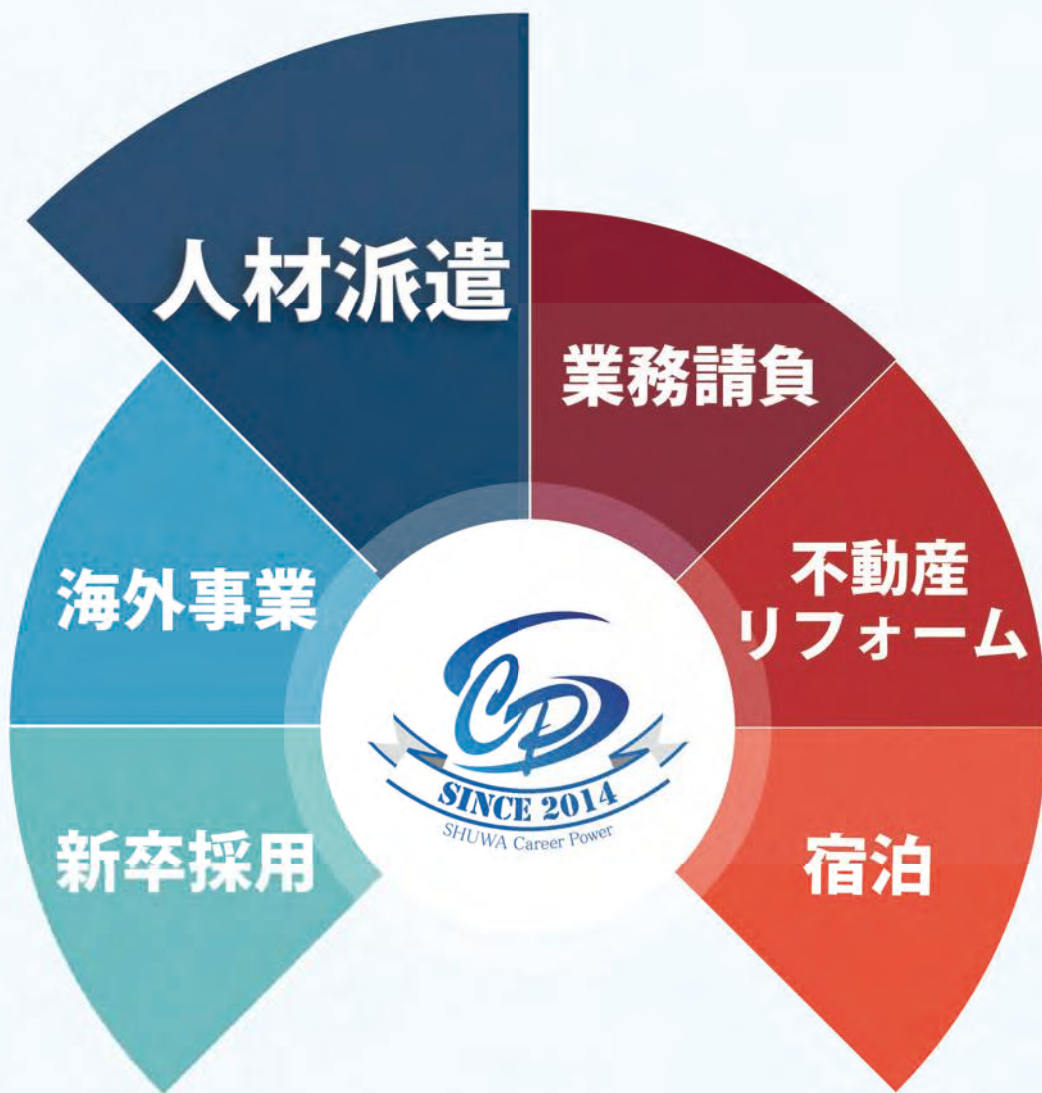 人材派遣
業務請負
海外事業
不動産
リフォーム
新卒採用
宿泊
CP
SINCE 2014
SHUWA Career Power